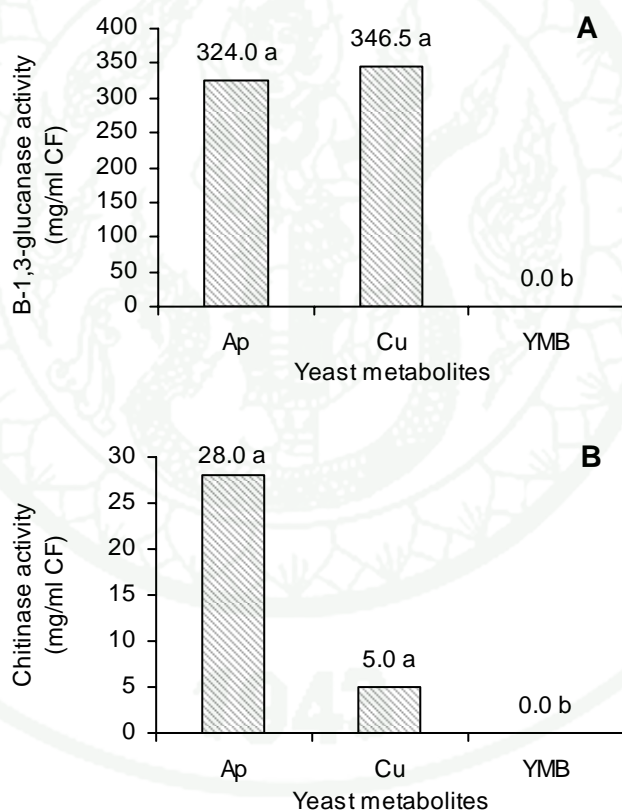 A
B-1,3-glucanase activity
(mg/ml CF)
400
350
300
250
200
150
100
50
0
324.0 a
346.5 a
0.0 b
Ap
Cu
YMB
Yeast metabolites
B
Chitinase activity
(mg/ml CF)
30
25
20
15
10
5
0
28.0 a
5.0 a
0.0 b
Ap
Cu
YMB
Yeast metabolites